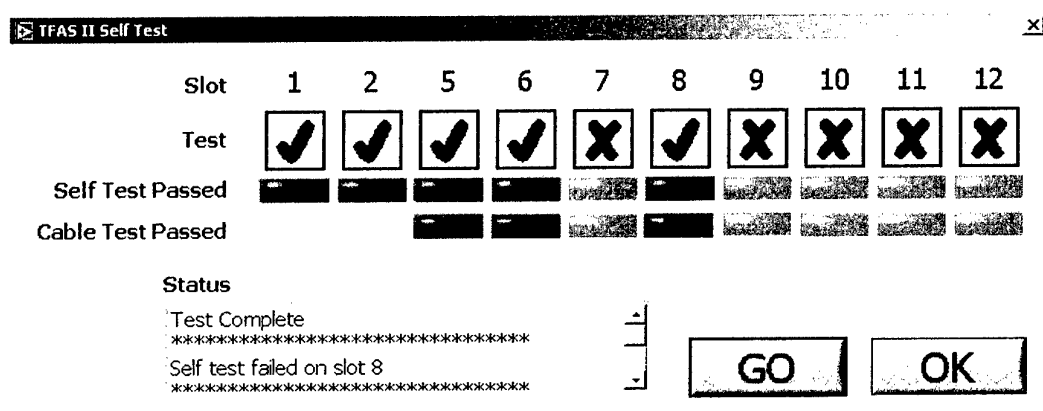 TFAS II Self Test
Slot 1 2 5 6 7 8 9 10 11 12
Test
Self Test Passed
Cable Test Passed
Status
Test Complete
********************************
Self test failed on slot 8
********************************
GO OK